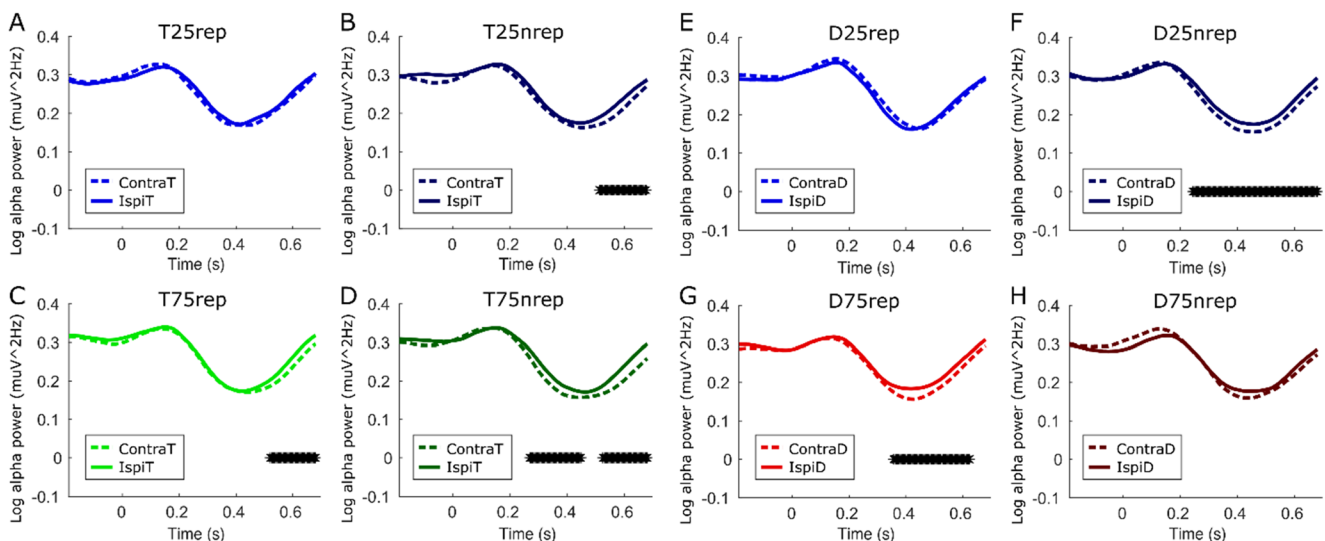 A
T25rep
Log alpha power (muV^2Hz)
0.4
0.3
0.2
0.1
0
-0.1
ContraT
IspiT
0
0.2
0.4
0.6
Time (s)
B
T25nrep
Log alpha power (muV^2Hz)
0.4
0.3
0.2
0.1
0
-0.1
ContraT
IspiT
0
0.2
0.4
0.6
Time (s)
E
D25rep
Log alpha power (muV^2Hz)
0.4
0.3
0.2
0.1
0
-0.1
ContraD
IspiD
0
0.2
0.4
0.6
Time (s)
F
D25nrep
Log alpha power (muV^2Hz)
0.4
0.3
0.2
0.1
0
-0.1
ContraD
IspiD
0
0.2
0.4
0.6
Time (s)
C
T75rep
Log alpha power (muV^2Hz)
0.4
0.3
0.2
0.1
0
-0.1
ContraT
IspiT
0
0.2
0.4
0.6
Time (s)
D
T75nrep
Log alpha power (muV^2Hz)
0.4
0.3
0.2
0.1
0
-0.1
ContraT
IspiT
0
0.2
0.4
0.6
Time (s)
G
D75rep
Log alpha power (muV^2Hz)
0.4
0.3
0.2
0.1
0
-0.1
ContraD
IspiD
0
0.2
0.4
0.6
Time (s)
H
D75nrep
Log alpha power (muV^2Hz)
0.4
0.3
0.2
0.1
0
-0.1
ContraD
IspiD
0
0.2
0.4
0.6
Time (s)